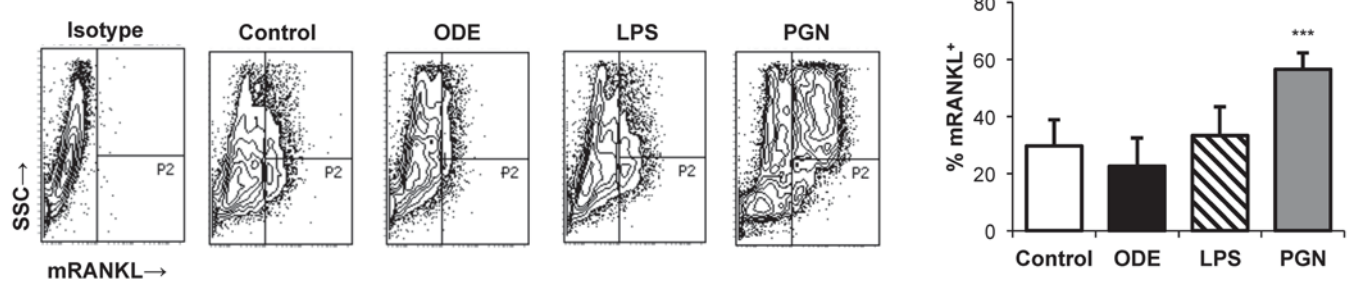 Isotype
Control
ODE
LPS
PGN
P2
P2
P2
P2
P2
SSC→
mRANKL→
% mRANKL⁺
80
60
40
20
0
***
Control
ODE
LPS
PGN